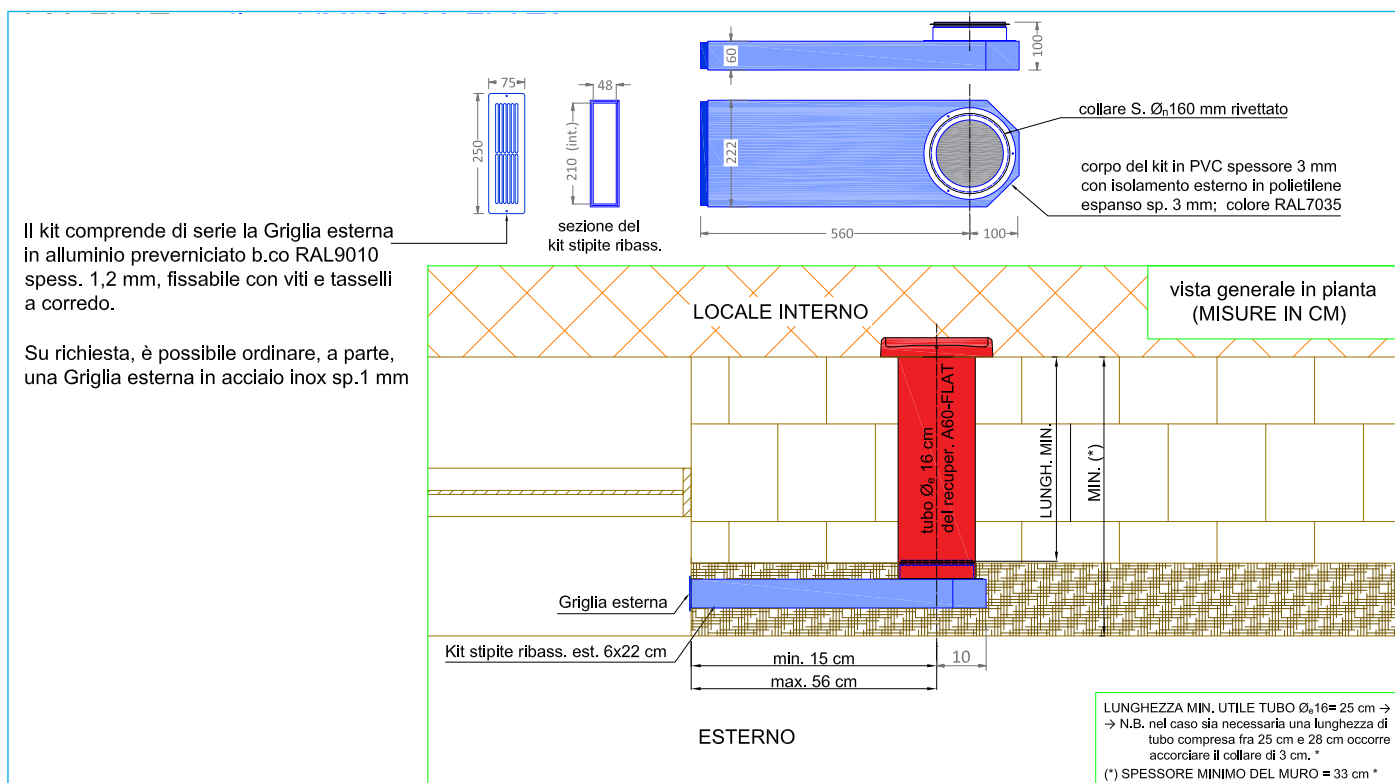 60
100
75
48
250
210 (int.)
222
collare S. Øn160 mm rivettato
corpo del kit in PVC spessore 3 mm
con isolamento esterno in polietilene
espanso sp. 3 mm; colore RAL7035
sezione del
kit stipite ribass.
560
100
Il kit comprende di serie la Griglia esterna
in alluminio preverniciato b.co RAL9010
spess. 1,2 mm, fissabile con viti e tasselli
a corredo.
Su richiesta, è possibile ordinare, a parte,
una Griglia esterna in acciaio inox sp.1 mm
vista generale in pianta
(MISURE IN CM)
LOCALE INTERNO
tubo Øe 16 cm
del recuper. A60-FLAT
LUNGH. MIN.
MIN. (*)
Griglia esterna
Kit stipite ribass. est. 6x22 cm
min. 15 cm
10
max. 56 cm
ESTERNO
LUNGHEZZA MIN. UTILE TUBO Øe16= 25 cm →
→ N.B. nel caso sia necessaria una lunghezza di
tubo compresa fra 25 cm e 28 cm occorre
accorciare il collare di 3 cm. *
(*) SPESSORE MINIMO DEL MURO = 33 cm *